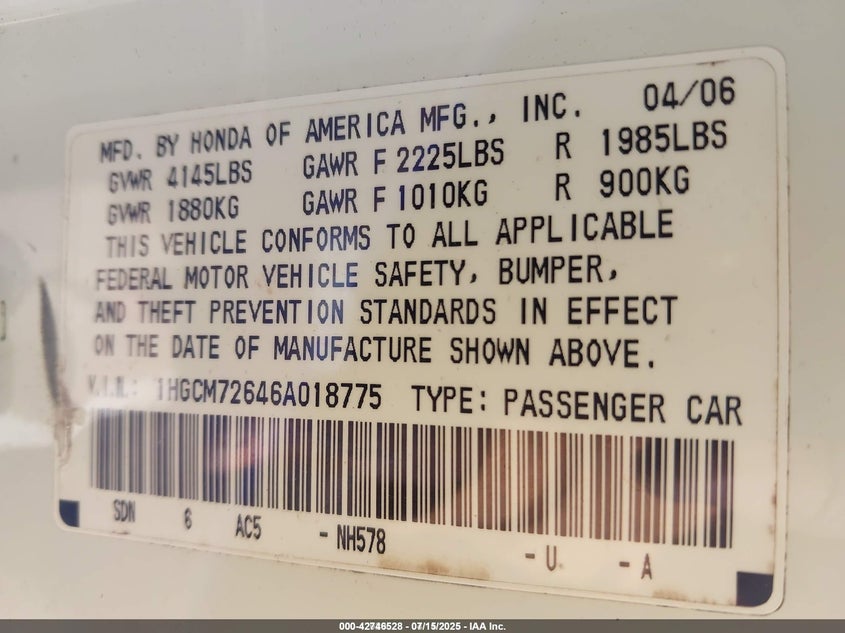 MFD. BY HONDA OF AMERICA MFG., INC. 04/06
GVWR 4145LBS GAWR F 2225LBS R 1985LBS
GVWR 1880KG GAWR F 1010KG R 900KG
THIS VEHICLE CONFORMS TO ALL APPLICABLE
FEDERAL MOTOR VEHICLE SAFETY, BUMPER,
AND THEFT PREVENTION STANDARDS IN EFFECT
ON THE DATE OF MANUFACTURE SHOWN ABOVE.
V.I.N.: 1HGCM72646A018775 TYPE: PASSENGER CAR
SDN 6 AC5 - NH578 - U - A
000-42746528 - 07/15/2025 - IAA Inc.